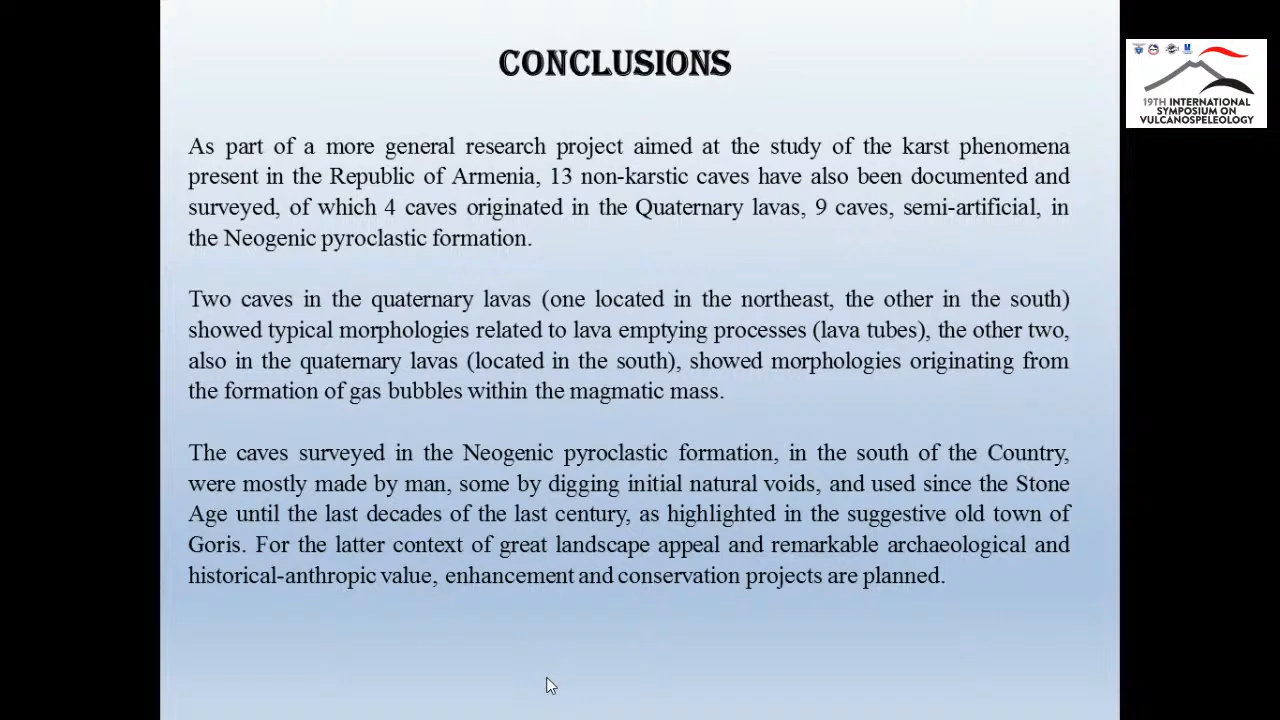 CONCLUSIONS
19TH INTERNATIONAL
SYMPOSIUM ON
VULCANOSPELEOLOGY
As part of a more general research project aimed at the study of the karst phenomena
present in the Republic of Armenia, 13 non-karstic caves have also been documented and
surveyed, of which 4 caves originated in the Quaternary lavas, 9 caves, semi-artificial, in
the Neogenic pyroclastic formation.
Two caves in the quaternary lavas (one located in the northeast, the other in the south)
showed typical morphologies related to lava emptying processes (lava tubes), the other two,
also in the quaternary lavas (located in the south), showed morphologies originating from
the formation of gas bubbles within the magmatic mass.
The caves surveyed in the Neogenic pyroclastic formation, in the south of the Country,
were mostly made by man, some by digging initial natural voids, and used since the Stone
Age until the last decades of the last century, as highlighted in the suggestive old town of
Goris. For the latter context of great landscape appeal and remarkable archaeological and
historical-anthropic value, enhancement and conservation projects are planned.